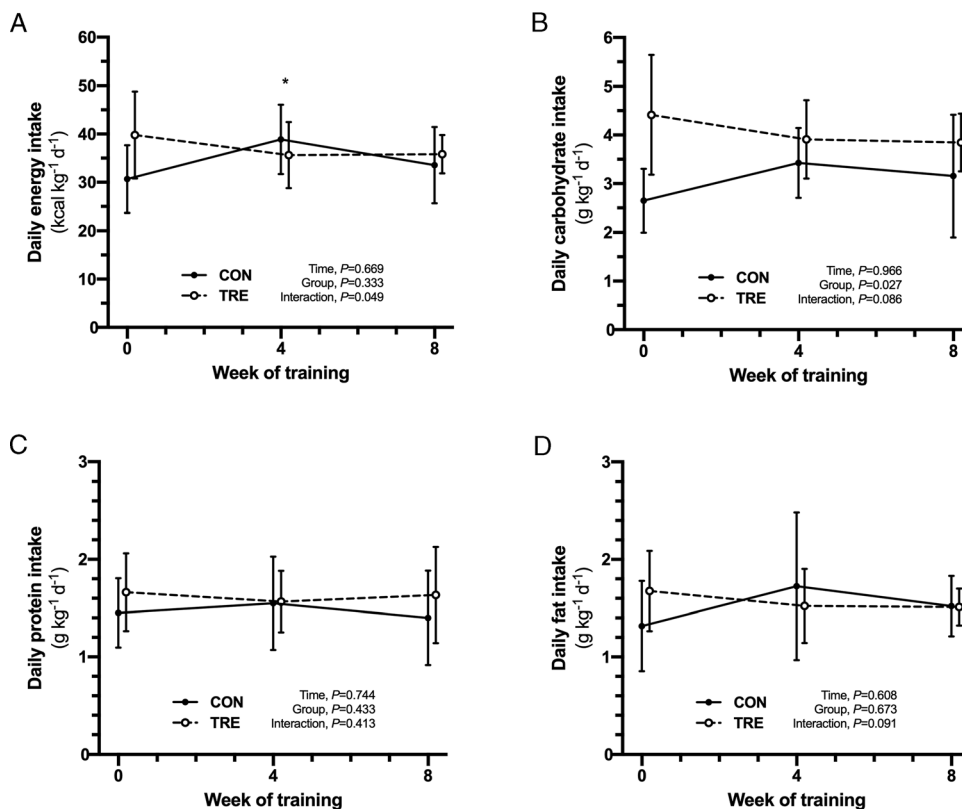 A
Daily energy intake
(kcal kg⁻¹ d⁻¹)
60
50
40
30
20
10
0
*
CON
TRE
Time, P=0.669
Group, P=0.333
Interaction, P=0.049
0 4 8
Week of training
B
Daily carbohydrate intake
(g kg⁻¹ d⁻¹)
6
5
4
3
2
1
0
CON
TRE
Time, P=0.966
Group, P=0.027
Interaction, P=0.086
0 4 8
Week of training
C
Daily protein intake
(g kg⁻¹ d⁻¹)
3
2
1
0
CON
TRE
Time, P=0.744
Group, P=0.433
Interaction, P=0.413
0 4 8
Week of training
D
Daily fat intake
(g kg⁻¹ d⁻¹)
3
2
1
0
CON
TRE
Time, P=0.608
Group, P=0.673
Interaction, P=0.091
0 4 8
Week of training